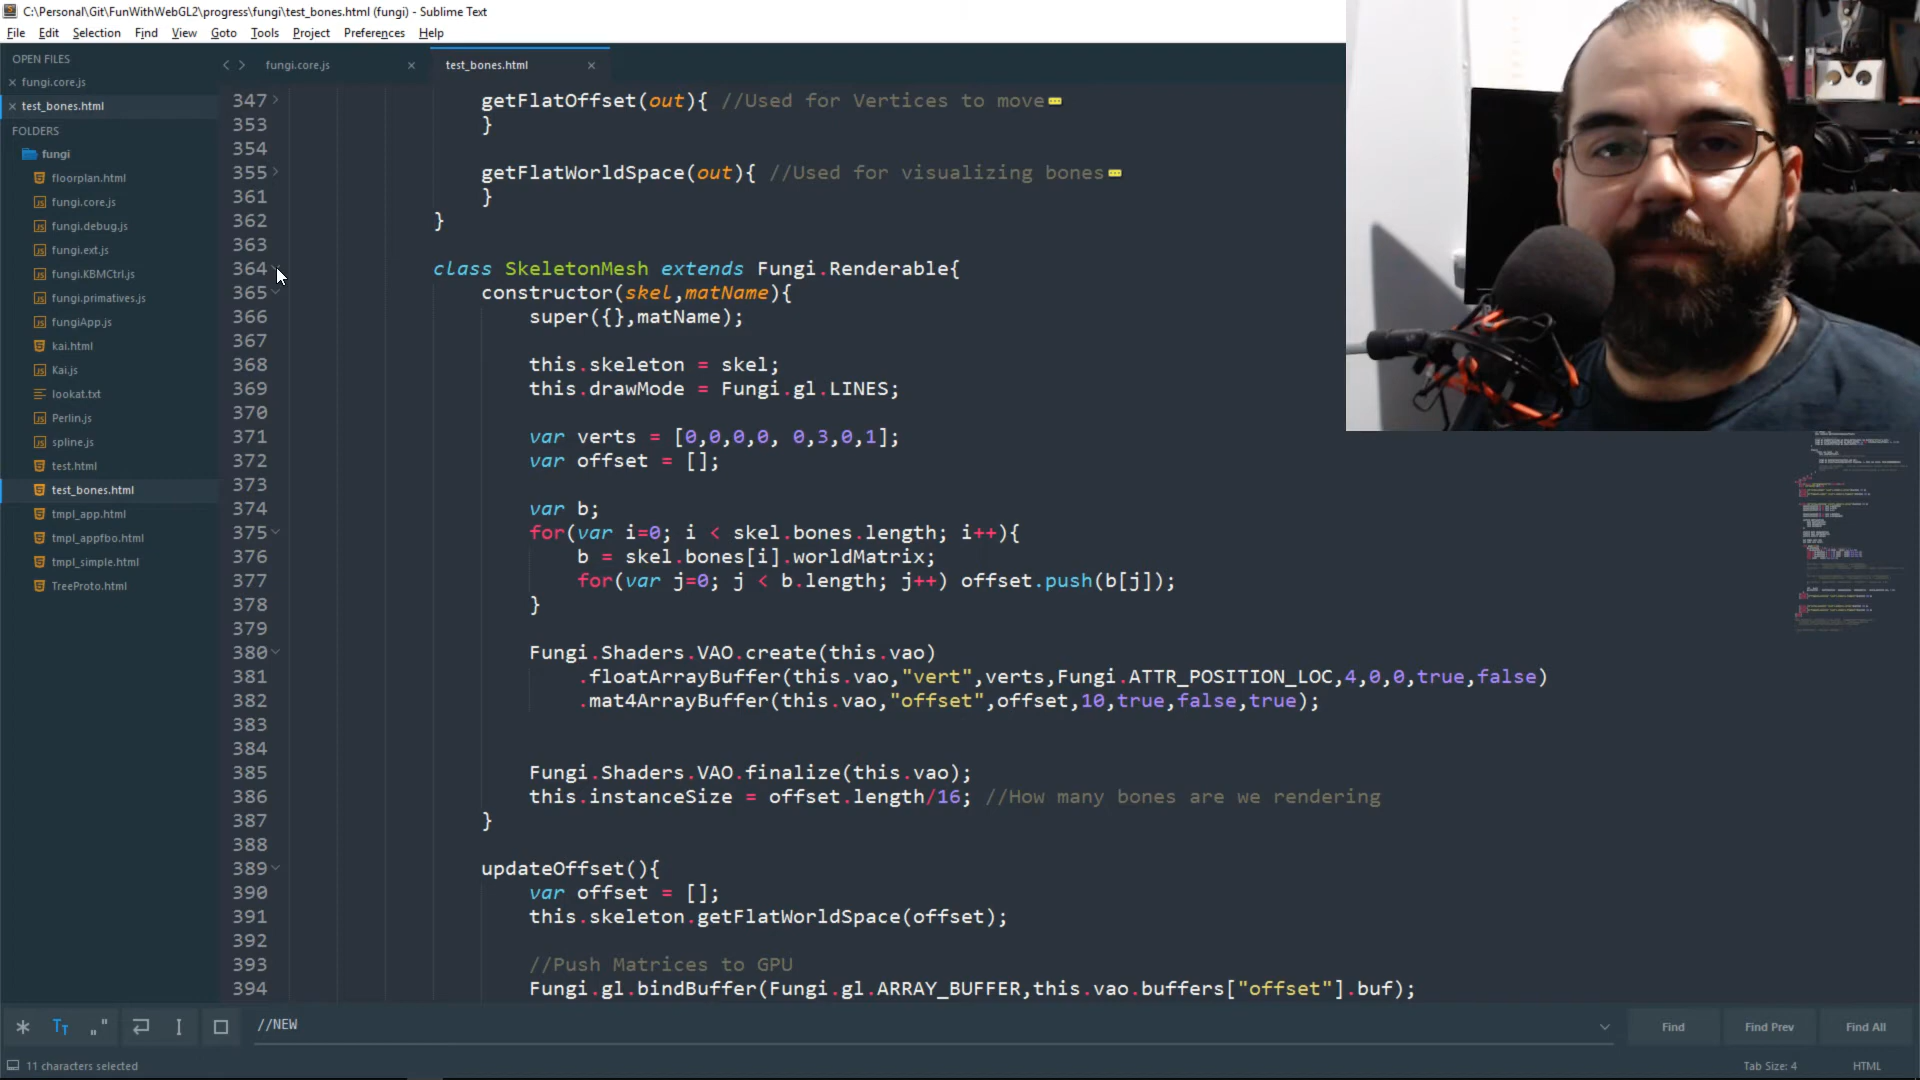 C:\Personal\Git\FunWithWebGL2\progress\fungi\test_bones.html (fungi) - Sublime Text
File Edit Selection Find View Goto Tools Project Preferences Help
OPEN FILES
fungi.core.js
test_bones.html
FOLDERS
fungi
floorplan.html
fungi.core.js
fungi.debug.js
fungi.ext.js
fungi.KBMCtrl.js
fungi.primatives.js
fungiApp.js
kai.html
Kai.js
lookat.txt
Perlin.js
spline.js
test.html
test_bones.html
tmpl_app.html
tmpl_appfbo.html
tmpl_simple.html
TreeProto.html
fungi.core.js test_bones.html
347 getFlatOffset(out){ //Used for Vertices to move
353 }
354
355 getFlatWorldSpace(out){ //Used for visualizing bones
361 }
362 }
363
364 class SkeletonMesh extends Fungi.Renderable{
365 constructor(skel,matName){
366 super({},matName);
367
368 this.skeleton = skel;
369 this.drawMode = Fungi.gl.LINES;
370
371 var verts = [0,0,0,0, 0,3,0,1];
372 var offset = [];
373
374 var b;
375 for(var i=0; i < skel.bones.length; i++){
376 b = skel.bones[i].worldMatrix;
377 for(var j=0; j < b.length; j++) offset.push(b[j]);
378 }
379
380 Fungi.Shaders.VAO.create(this.vao)
381 .floatArrayBuffer(this.vao,"vert",verts,Fungi.ATTR_POSITION_LOC,4,0,0,true,false)
382 .mat4ArrayBuffer(this.vao,"offset",offset,10,true,false,true);
383
384
385 Fungi.Shaders.VAO.finalize(this.vao);
386 this.instanceSize = offset.length/16; //How many bones are we rendering
387 }
388
389 updateOffset(){
390 var offset = [];
391 this.skeleton.getFlatWorldSpace(offset);
392
393 //Push Matrices to GPU
394 Fungi.gl.bindBuffer(Fungi.gl.ARRAY_BUFFER,this.vao.buffers["offset"].buf);
//NEW
Find Find Prev Find All
11 characters selected
Tab Size: 4 HTML